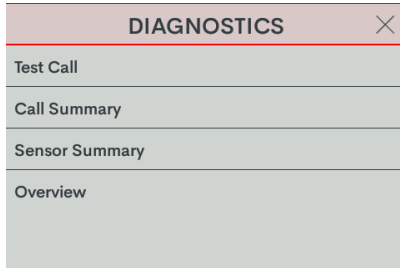 DIAGNOSTICS
Test Call
Call Summary
Sensor Summary
Overview